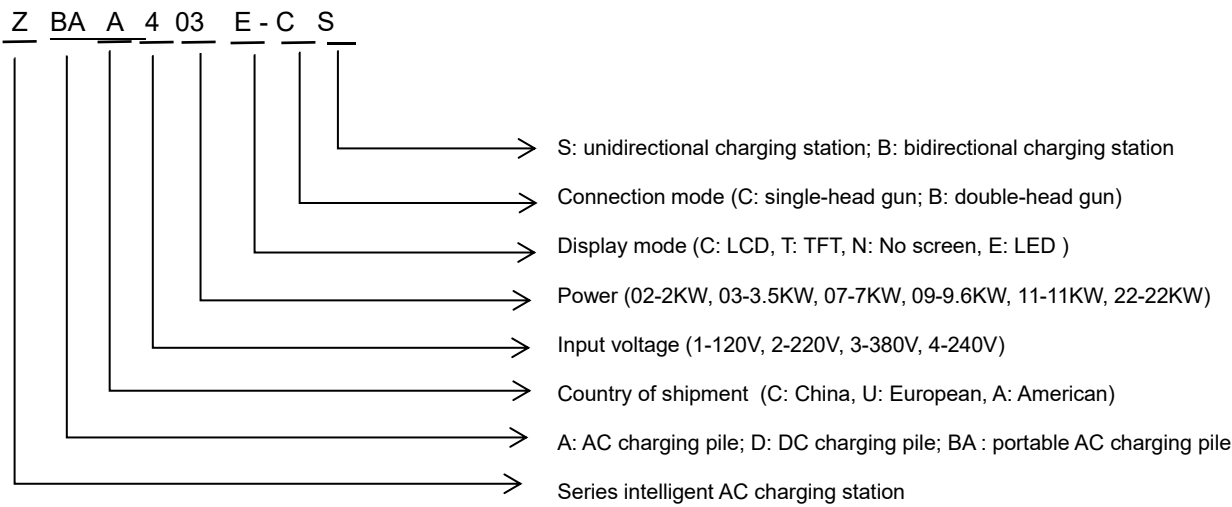 Z BA A 4 03 E - C S
S: unidirectional charging station; B: bidirectional charging station
Connection mode (C: single-head gun; B: double-head gun)
Display mode (C: LCD, T: TFT, N: No screen, E: LED )
Power (02-2KW, 03-3.5KW, 07-7KW, 09-9.6KW, 11-11KW, 22-22KW)
Input voltage (1-120V, 2-220V, 3-380V, 4-240V)
Country of shipment (C: China, U: European, A: American)
A: AC charging pile; D: DC charging pile; BA : portable AC charging pile
Series intelligent AC charging station